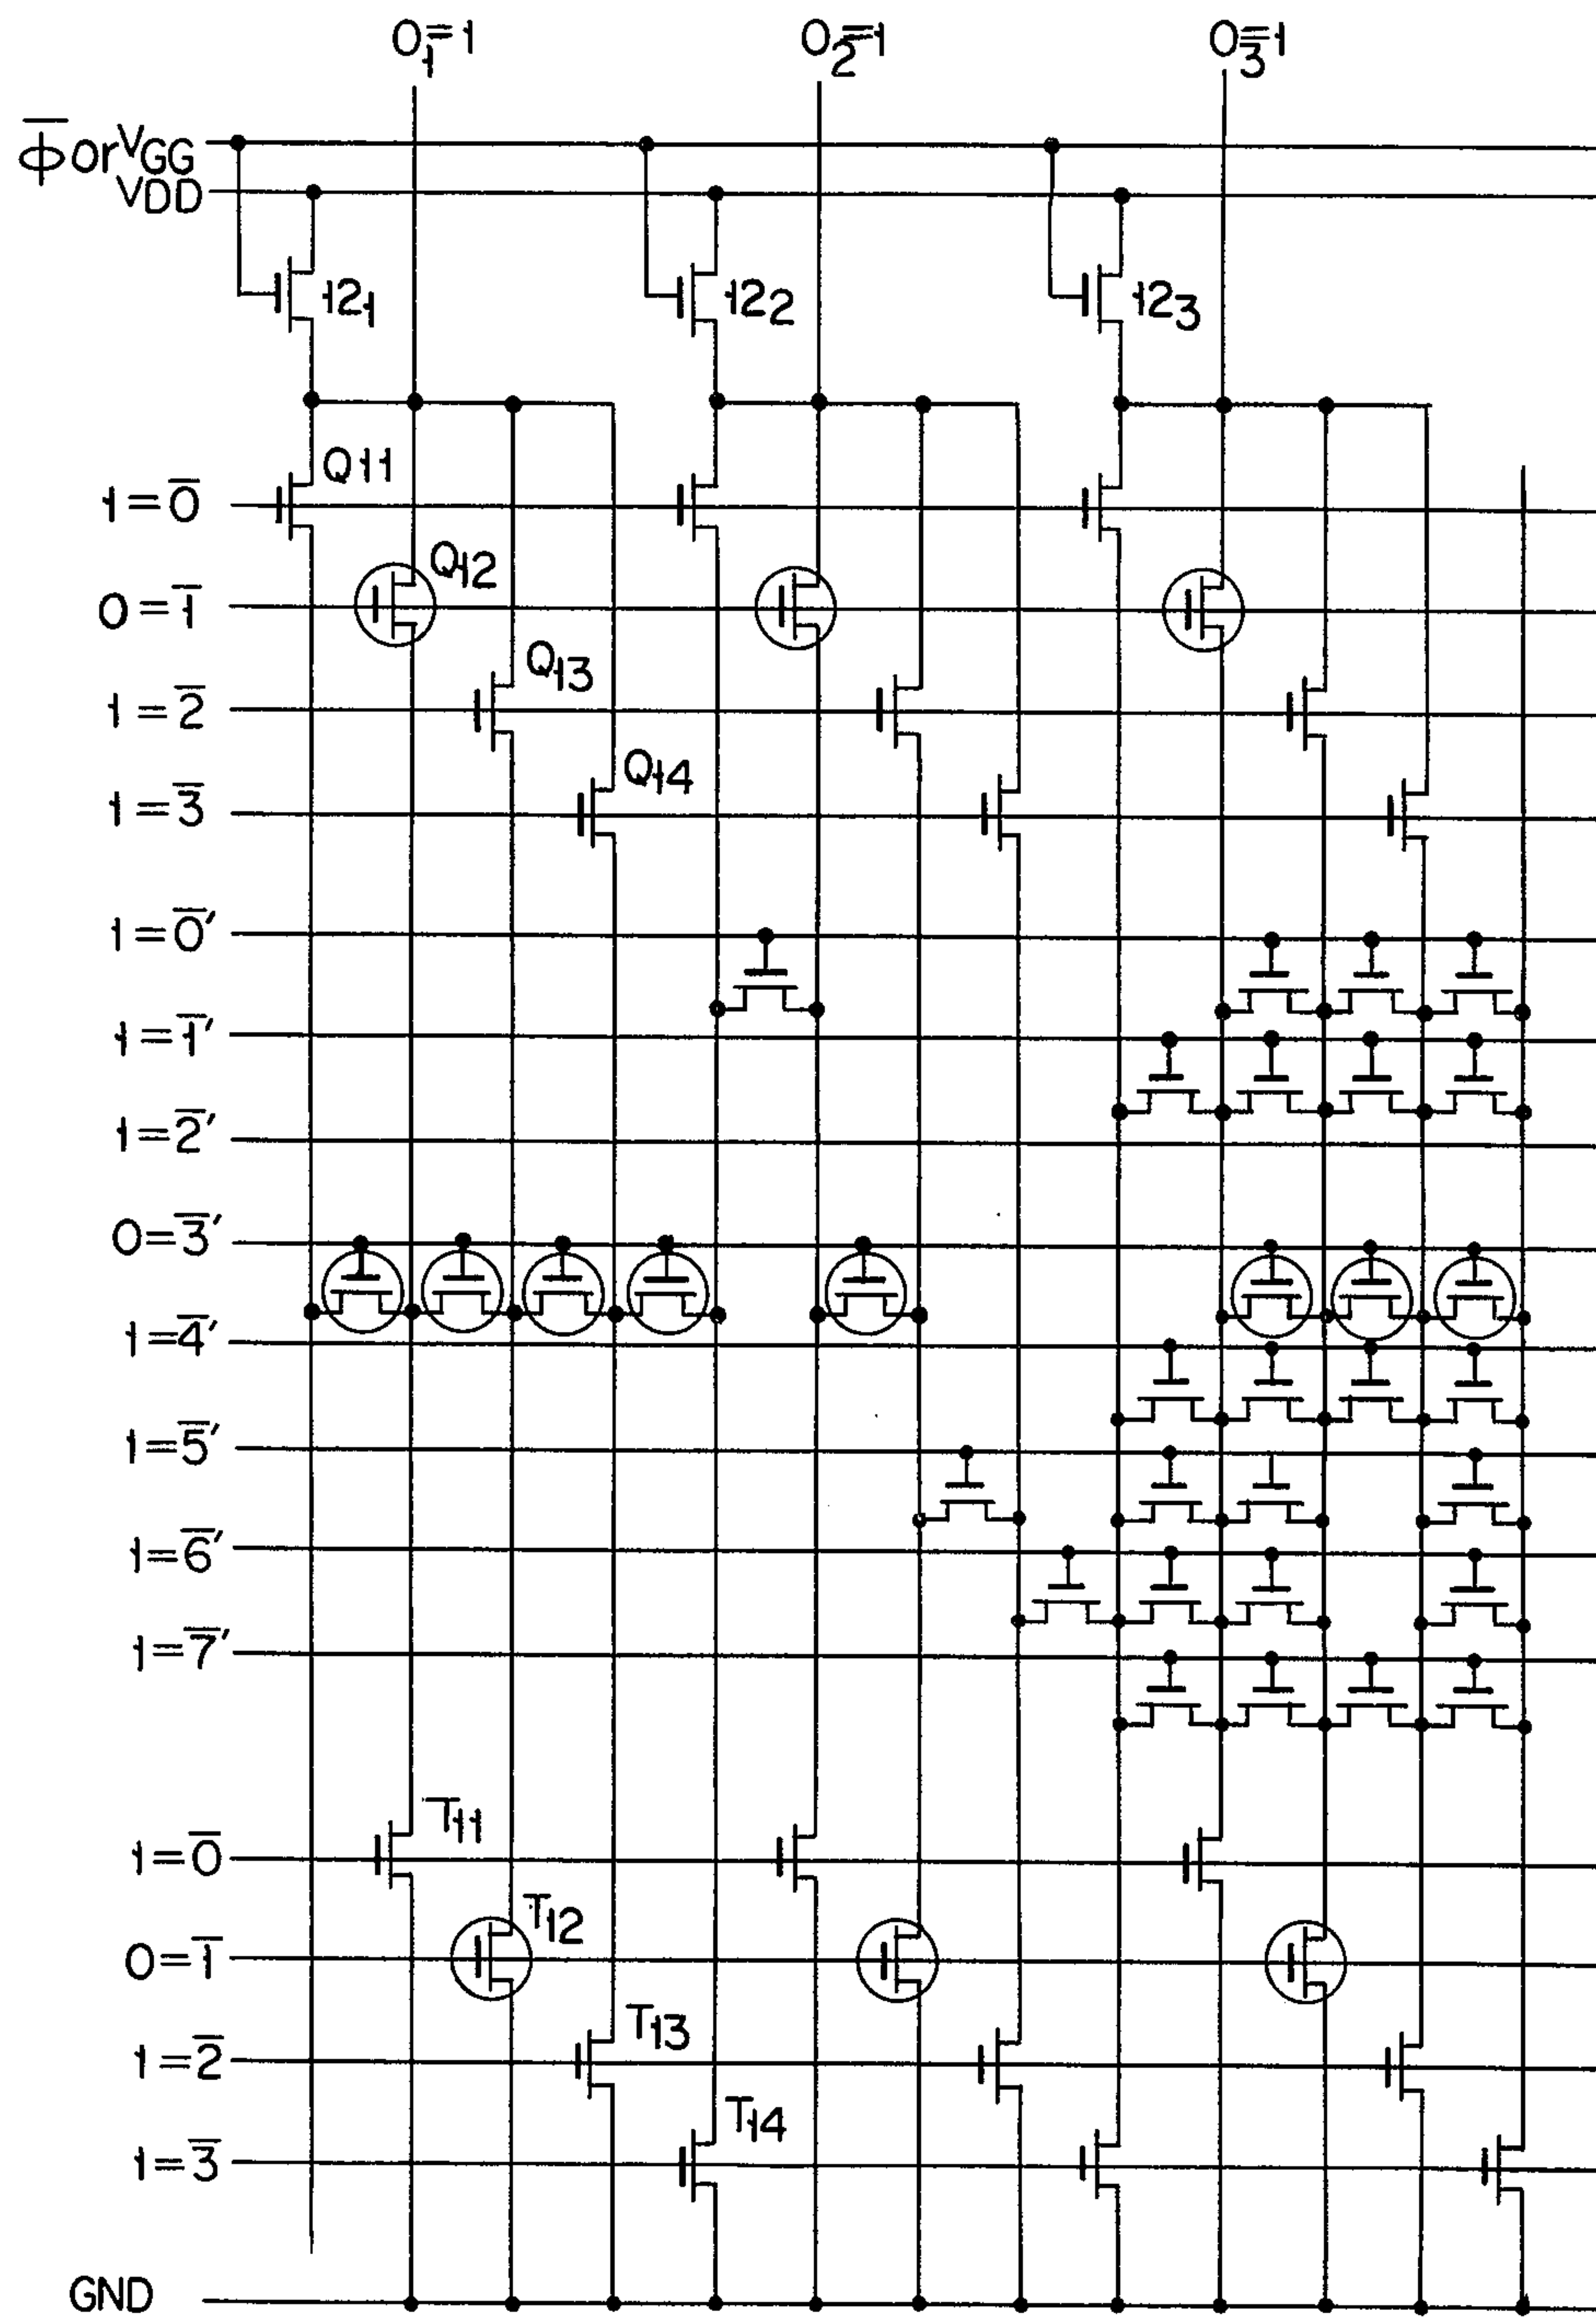 O₁=1 O₂=1 O₃=1
Φ̅ or VGG
VDD
12₁ 12₂ 12₃
Q11
1=0̅
Q12
0=1̅
Q13
1=2̅
Q14
1=3̅
1=0̅′
1=1̅′
1=2̅′
0=3̅′
1=4̅′
1=5̅′
1=6̅′
1=7̅′
T11
1=0̅
T12
0=1̅
T13
1=2̅
T14
1=3̅
GND